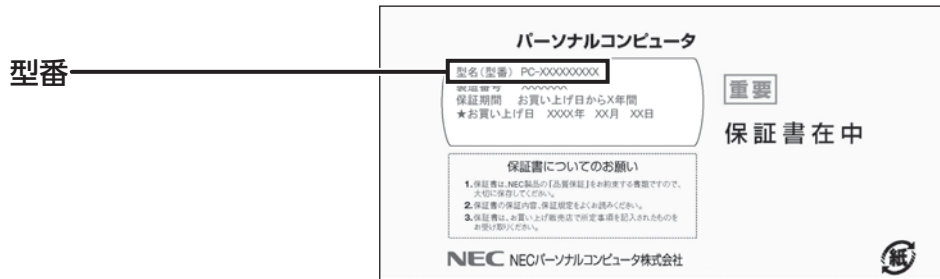 型番
パーソナルコンピュータ
型名(型番) PC-XXXXXXXXX
製造番号 XXXXXXX
保証期間 お買い上げ日からX年間
★お買い上げ日 XXXX年 XX月 XX日
重要
保証書在中
保証書についてのお願い
1.保証書は、NEC製品の「品質保証」をお約束する書類ですので、
大切に保存してください。
2.保証書の保証内容、保証規定をよくお読みください。
3.保証書は、お買い上げ販売店で所定事項を記入されたものを
お受け取りください。
NEC NECパーソナルコンピュータ株式会社
紙